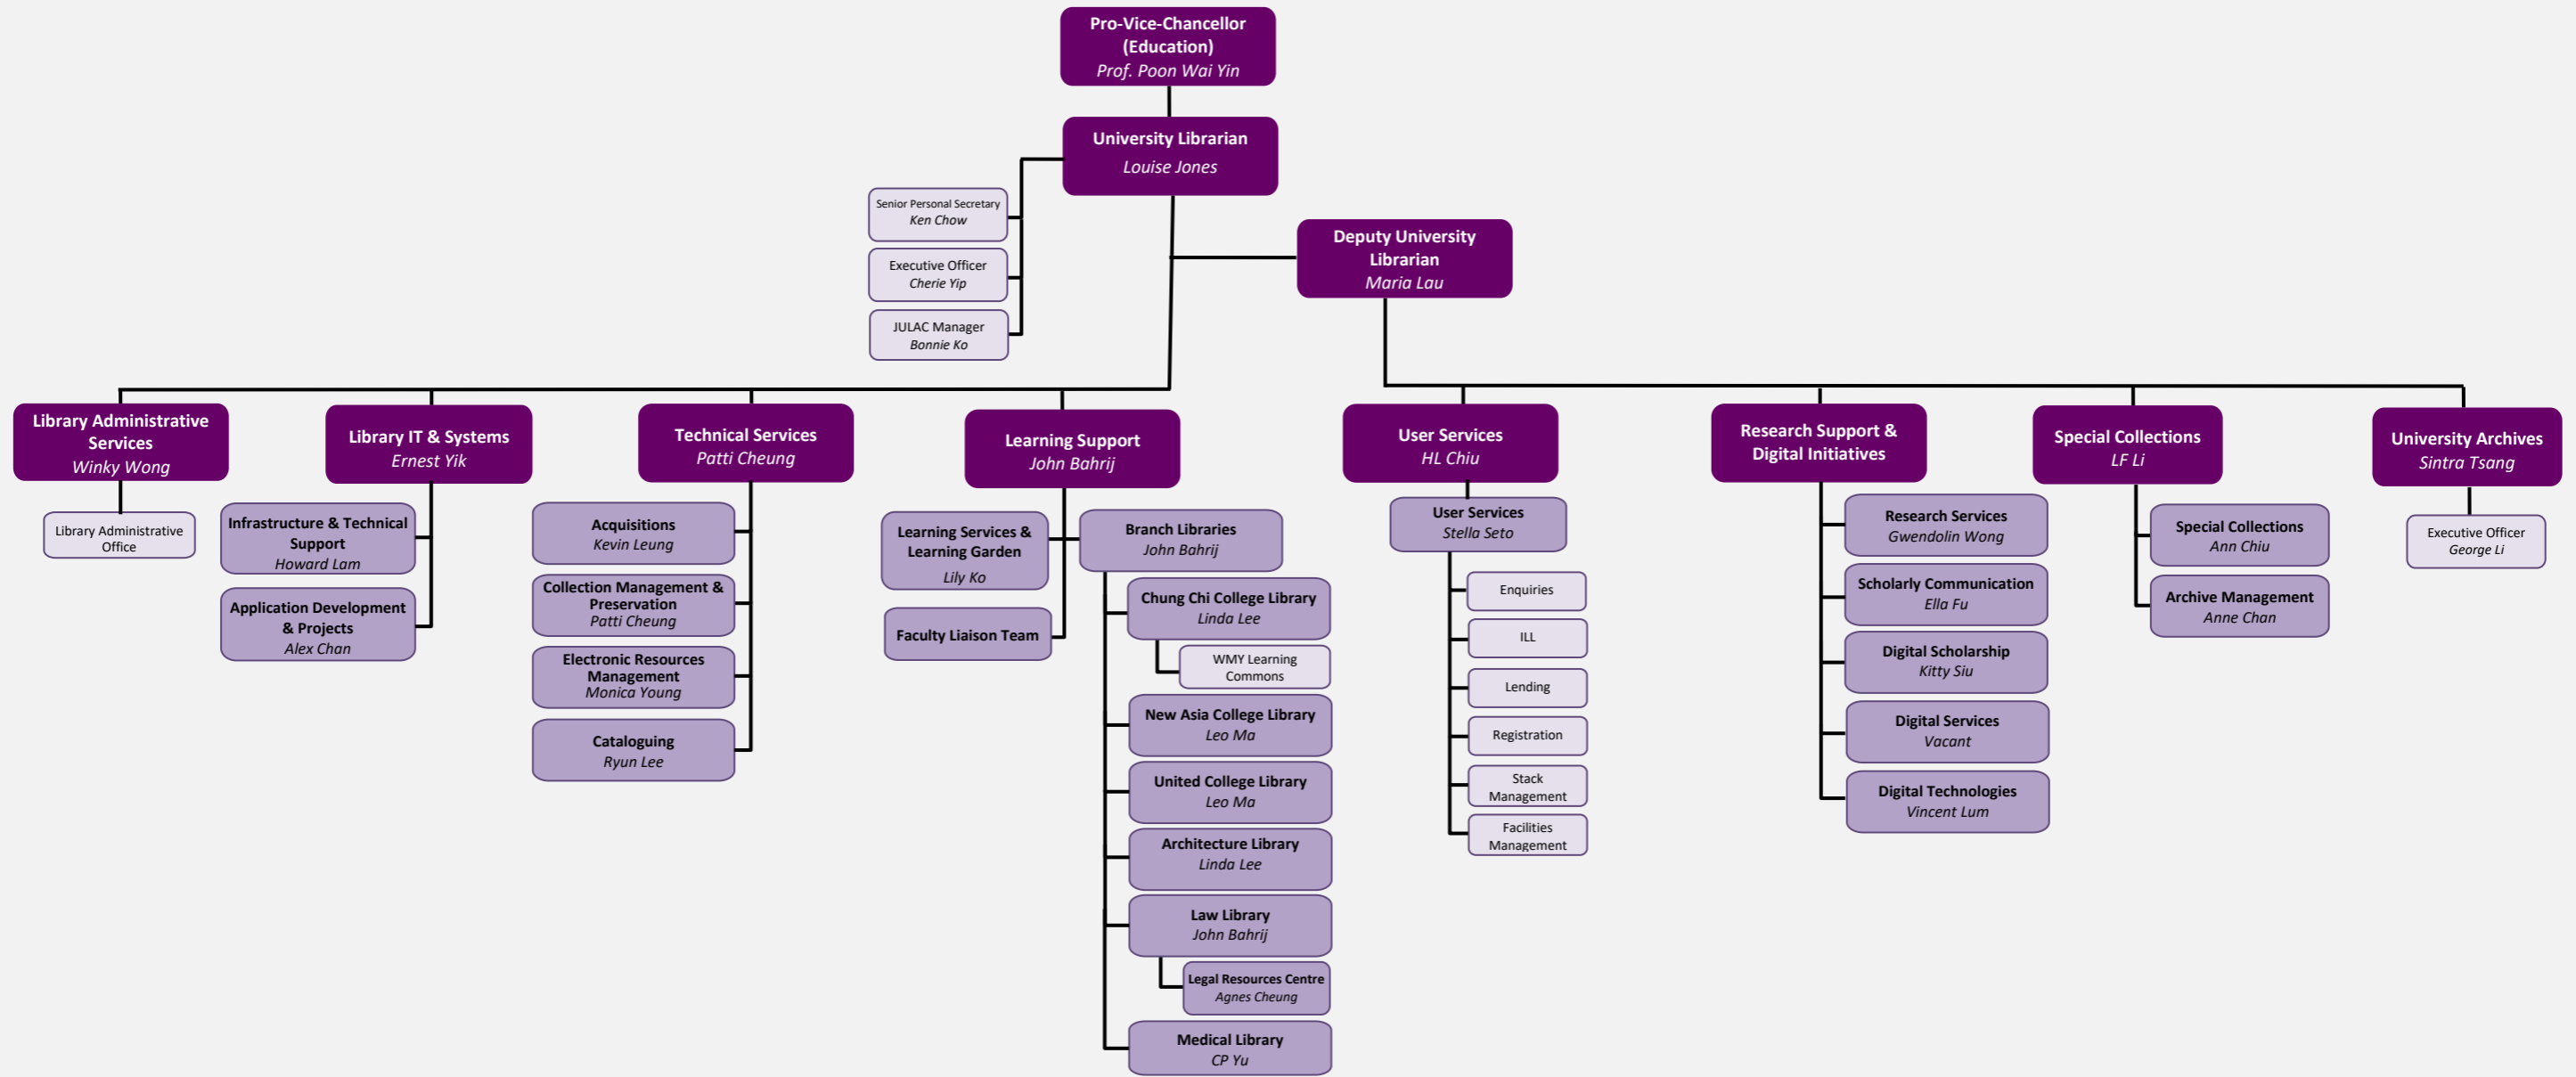 Pro-Vice-Chancellor
(Education)
Prof. Poon Wai Yin
University Librarian
Louise Jones
Senior Personal Secretary
Ken Chow
Executive Officer
Cherie Yip
JULAC Manager
Bonnie Ko
Deputy University
Librarian
Maria Lau
Library Administrative
Services
Winky Wong
Library Administrative
Office
Library IT & Systems
Ernest Yik
Infrastructure & Technical
Support
Howard Lam
Application Development
& Projects
Alex Chan
Technical Services
Patti Cheung
Acquisitions
Kevin Leung
Collection Management &
Preservation
Patti Cheung
Electronic Resources
Management
Monica Young
Cataloguing
Ryun Lee
Learning Support
John Bahrij
Learning Services &
Learning Garden
Lily Ko
Faculty Liaison Team
Branch Libraries
John Bahrij
Chung Chi College Library
Linda Lee
WMY Learning
Commons
New Asia College Library
Leo Ma
United College Library
Leo Ma
Architecture Library
Linda Lee
Law Library
John Bahrij
Legal Resources Centre
Agnes Cheung
Medical Library
CP Yu
User Services
HL Chiu
User Services
Stella Seto
Enquiries
ILL
Lending
Registration
Stack
Management
Facilities
Management
Research Support &
Digital Initiatives
Research Services
Gwendolin Wong
Scholarly Communication
Ella Fu
Digital Scholarship
Kitty Siu
Digital Services
Vacant
Digital Technologies
Vincent Lum
Special Collections
LF Li
Special Collections
Ann Chiu
Archive Management
Anne Chan
University Archives
Sintra Tsang
Executive Officer
George Li